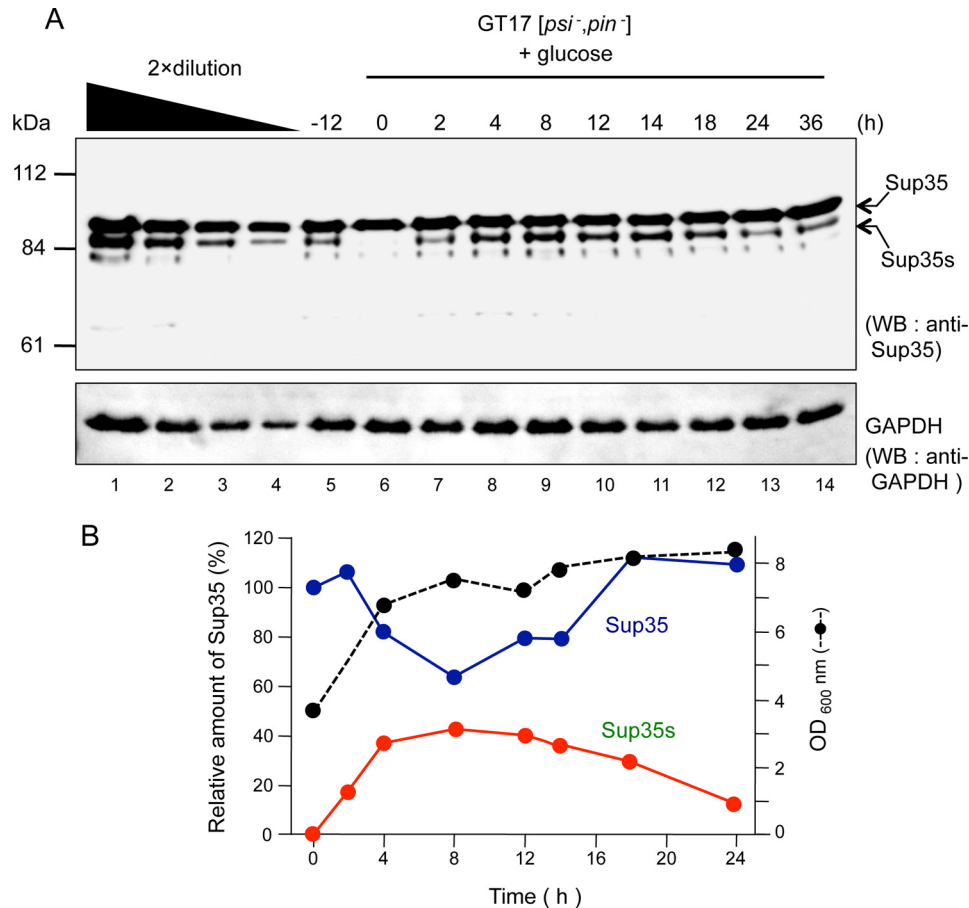 A
GT17 [psi-,pin-]
+ glucose
2×dilution
kDa -12 0 2 4 8 12 14 18 24 36 (h)
112
Sup35
84
Sup35s
(WB : anti-
Sup35)
61
GAPDH
(WB : anti-
GAPDH )
1 2 3 4 5 6 7 8 9 10 11 12 13 14
B
Relative amount of Sup35 (%)
120
100
80
60
40
20
0
Sup35
Sup35s
8
6
4
2
0
OD600 nm (--●--)
0 4 8 12 16 20 24
Time ( h )